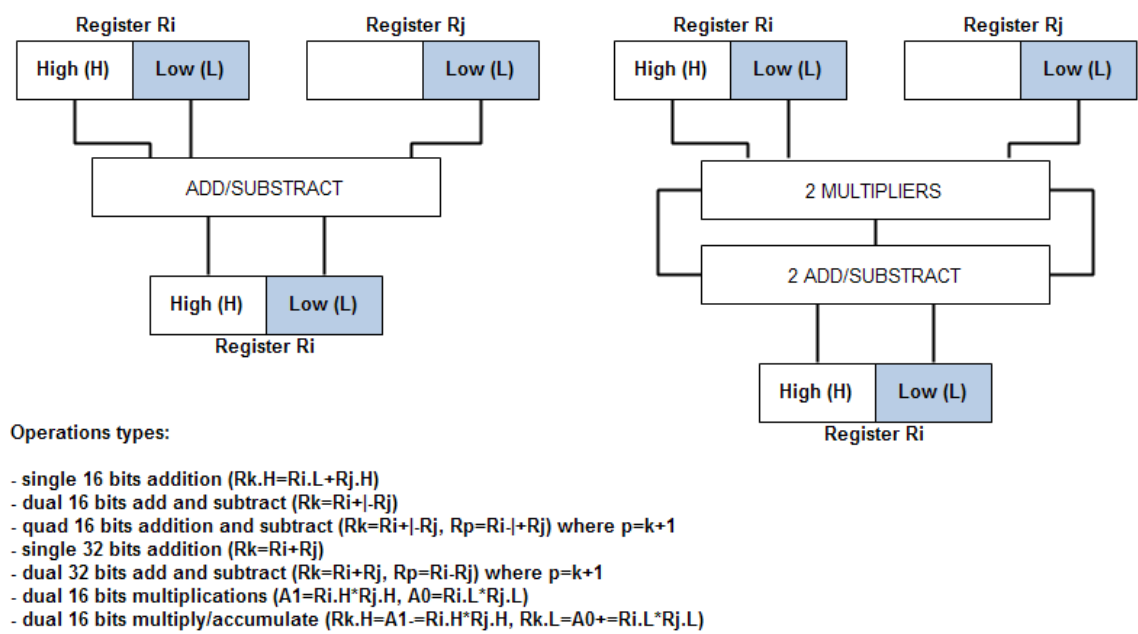 Register Ri
Register Rj
Register Ri
Register Rj
High (H)
Low (L)
Low (L)
High (H)
Low (L)
Low (L)
ADD/SUBSTRACT
2 MULTIPLIERS
2 ADD/SUBSTRACT
High (H)
Low (L)
Register Ri
High (H)
Low (L)
Register Ri
Operations types:
- single 16 bits addition (Rk.H=Ri.L+Rj.H)
- dual 16 bits add and subtract (Rk=Ri+|-Rj)
- quad 16 bits addition and subtract (Rk=Ri+|-Rj, Rp=Ri-|+Rj) where p=k+1
- single 32 bits addition (Rk=Ri+Rj)
- dual 32 bits add and subtract (Rk=Ri+Rj, Rp=Ri-Rj) where p=k+1
- dual 16 bits multiplications (A1=Ri.H*Rj.H, A0=Ri.L*Rj.L)
- dual 16 bits multiply/accumulate (Rk.H=A1-=Ri.H*Rj.H, Rk.L=A0+=Ri.L*Rj.L)